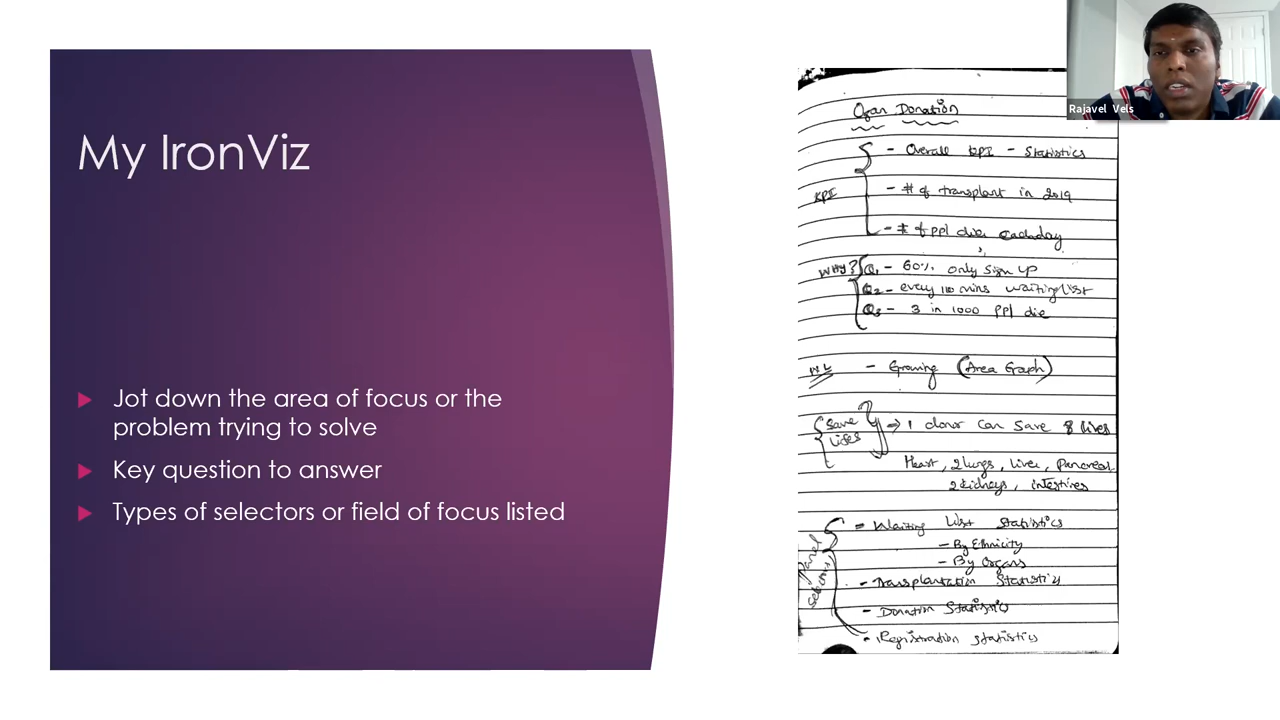 My IronViz
Jot down the area of focus or the
problem trying to solve
Key question to answer
Types of selectors or field of focus listed
Rajavel Vels
Ogan Donation
- Overall KPI - Statistics
KPI
- # of transplant in 2019
- # of ppl die eachday
Why? Q1 - 60% only sign up
Q2 - every 10 mins waiting list
Q3 - 3 in 1000 ppl die
WL - Growing (Area Graph)
Save → 1 donor can save 8 lives
lifes
Heart, 2 lungs, liver, Pancreas
2 kidneys, intestines
- Waiting List Statistics
- By Ethnicity
- By Organs
- Transplantation Statistics
- Donation Statistics
- Registration statistics